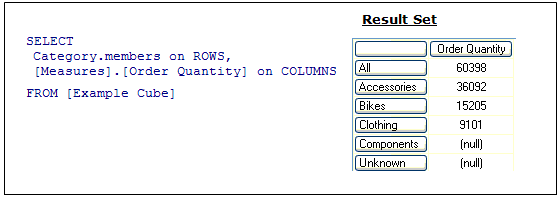 Result Set
SELECT
Category.members on ROWS,
[Measures].[Order Quantity] on COLUMNS
FROM [Example Cube]
Order Quantity
All 60398
Accessories 36092
Bikes 15205
Clothing 9101
Components (null)
Unknown (null)